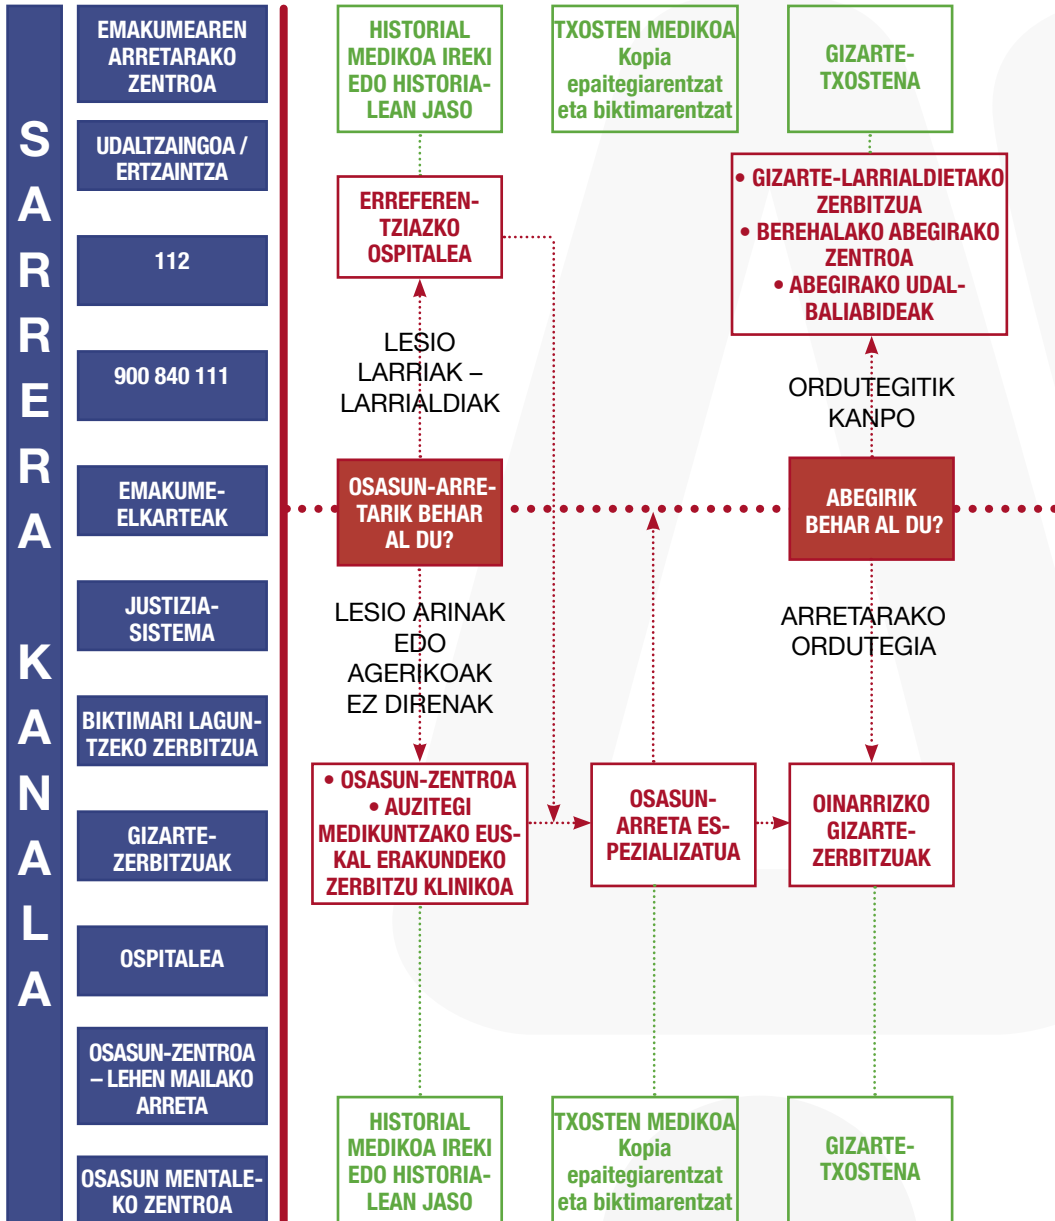 SARRERA KANALA
EMAKUMEAREN
ARRETARAKO
ZENTROA
UDALTZAINGOA /
ERTZAINTZA
112
900 840 111
EMAKUME-
ELKARTEAK
JUSTIZIA-
SISTEMA
BIKTIMARI LAGUN-
TZEKO ZERBITZUA
GIZARTE-
ZERBITZUAK
OSPITALEA
OSASUN-ZENTROA
– LEHEN MAILAKO
ARRETA
OSASUN MENTALE-
KO ZENTROA
HISTORIAL
MEDIKOA IREKI
EDO HISTORIA-
LEAN JASO
TXOSTEN MEDIKOA
Kopia
epaitegiarentzat
eta biktimarentzat
GIZARTE-
TXOSTENA
ERREFEREN-
TZIAZKO
OSPITALEA
• GIZARTE-LARRIALDIETAKO
ZERBITZUA
• BEREHALAKO ABEGIRAKO
ZENTROA
• ABEGIRAKO UDAL-
BALIABIDEAK
LESIO
LARRIAK –
LARRIALDIAK
ORDUTEGITIK
KANPO
OSASUN-ARRE-
TARIK BEHAR
AL DU?
ABEGIRIK
BEHAR AL DU?
LESIO ARINAK
EDO
AGERIKOAK
EZ DIRENAK
ARRETARAKO
ORDUTEGIA
• OSASUN-ZENTROA
• AUZITEGI
MEDIKUNTZAKO EUS-
KAL ERAKUNDEKO
ZERBITZU KLINIKOA
OSASUN-
ARRETA ES-
PEZIALIZATUA
OINARRIZKO
GIZARTE-
ZERBITZUAK
HISTORIAL
MEDIKOA IREKI
EDO HISTORIA-
LEAN JASO
TXOSTEN MEDIKOA
Kopia
epaitegiarentzat
eta biktimarentzat
GIZARTE-
TXOSTENA